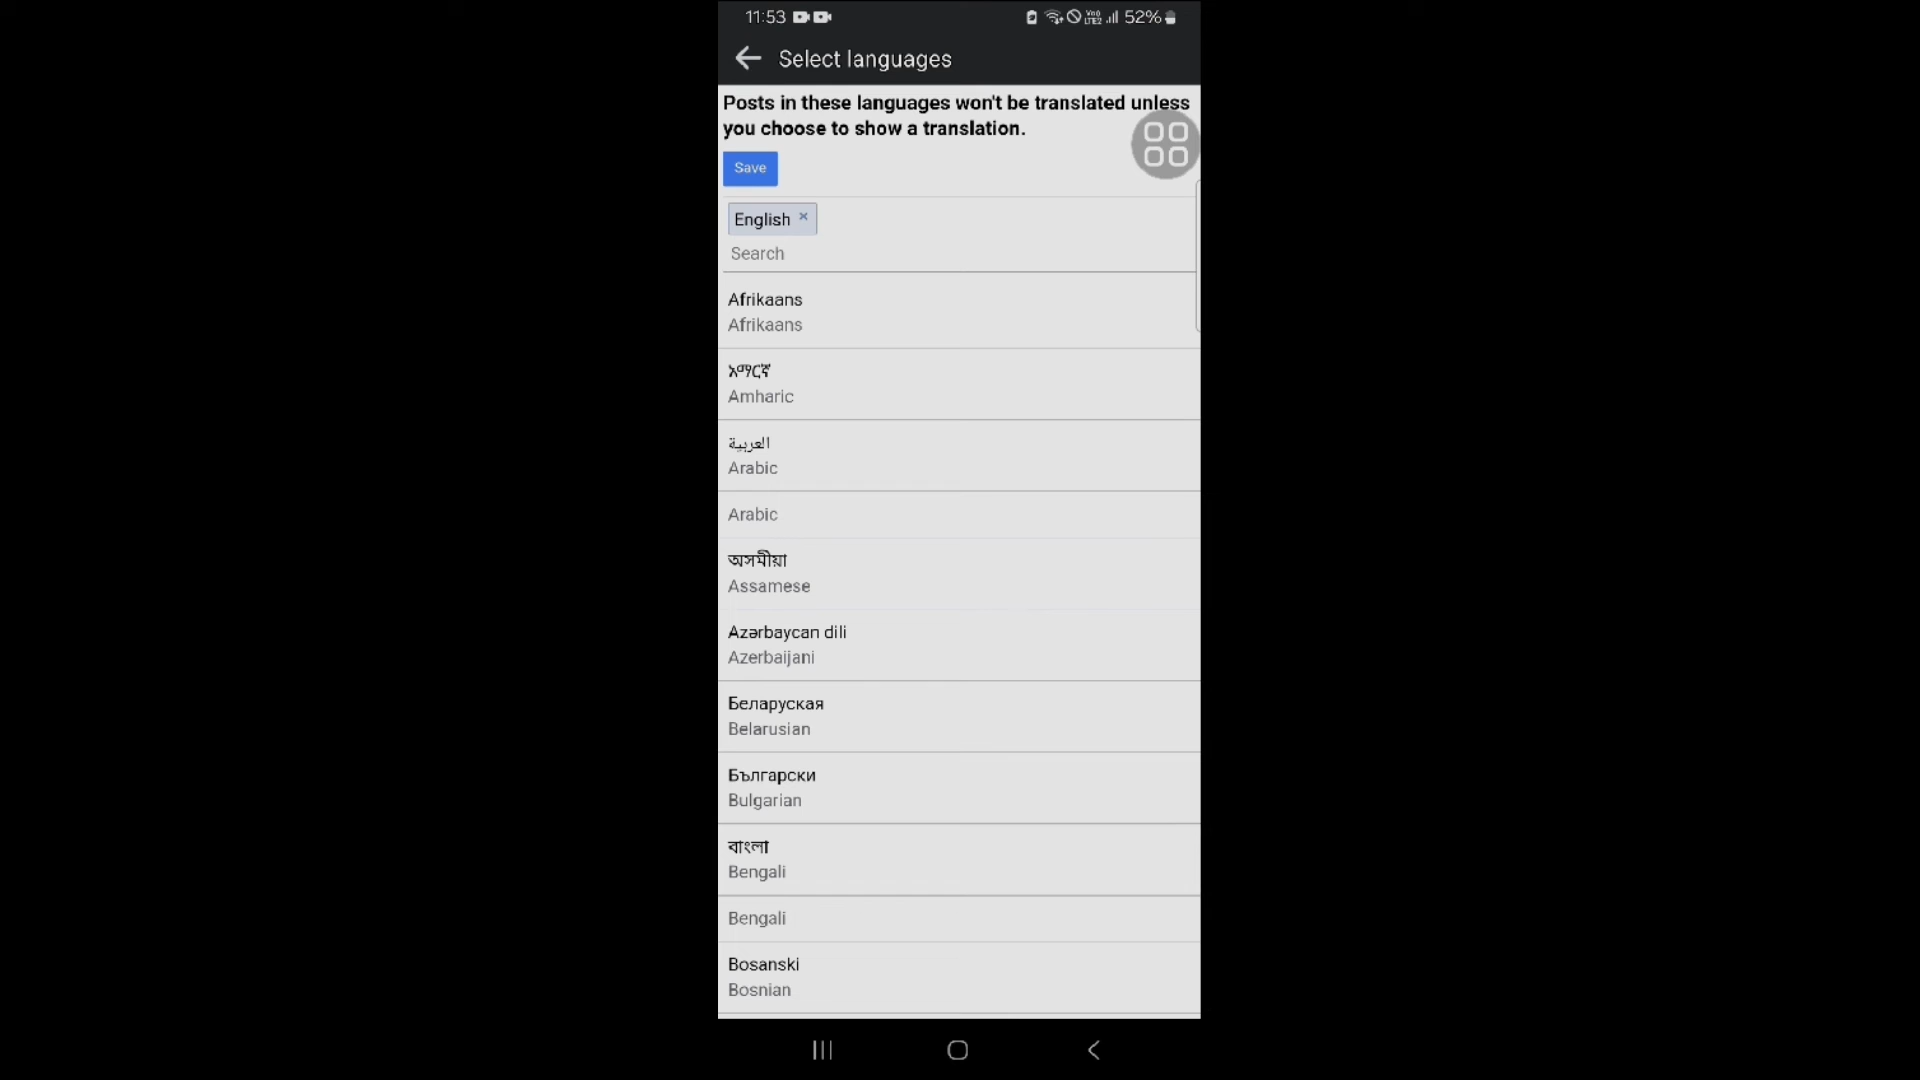 11:53
Vo)) LTE2 52%
Select languages
Posts in these languages won't be translated unless
you choose to show a translation.
Save
English ×
Search
Afrikaans
Afrikaans
አማርኛ
Amharic
العربية
Arabic
Arabic
অসমীয়া
Assamese
Azərbaycan dili
Azerbaijani
Беларуская
Belarusian
Български
Bulgarian
বাংলা
Bengali
Bengali
Bosanski
Bosnian